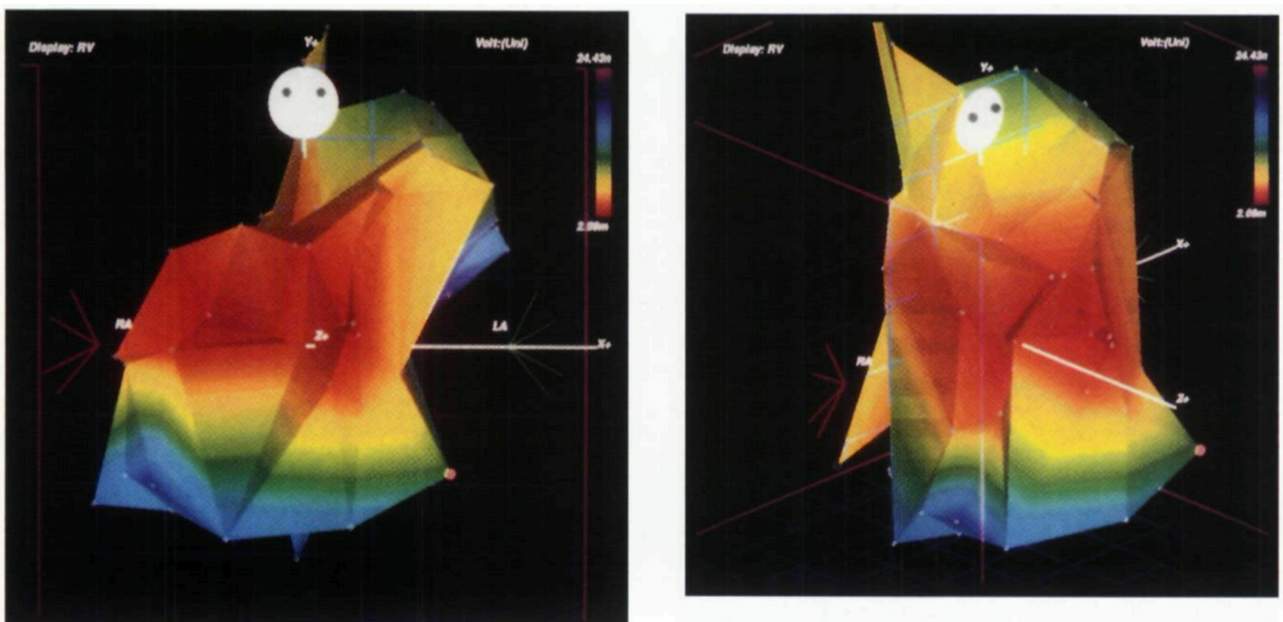 Display: RV
Y+
Volt:(Uni)
24.43m
2.08m
RA
Z+
LA
X+
Display: RV
Y+
Volt:(Uni)
24.43m
2.08m
X+
RA
Z+